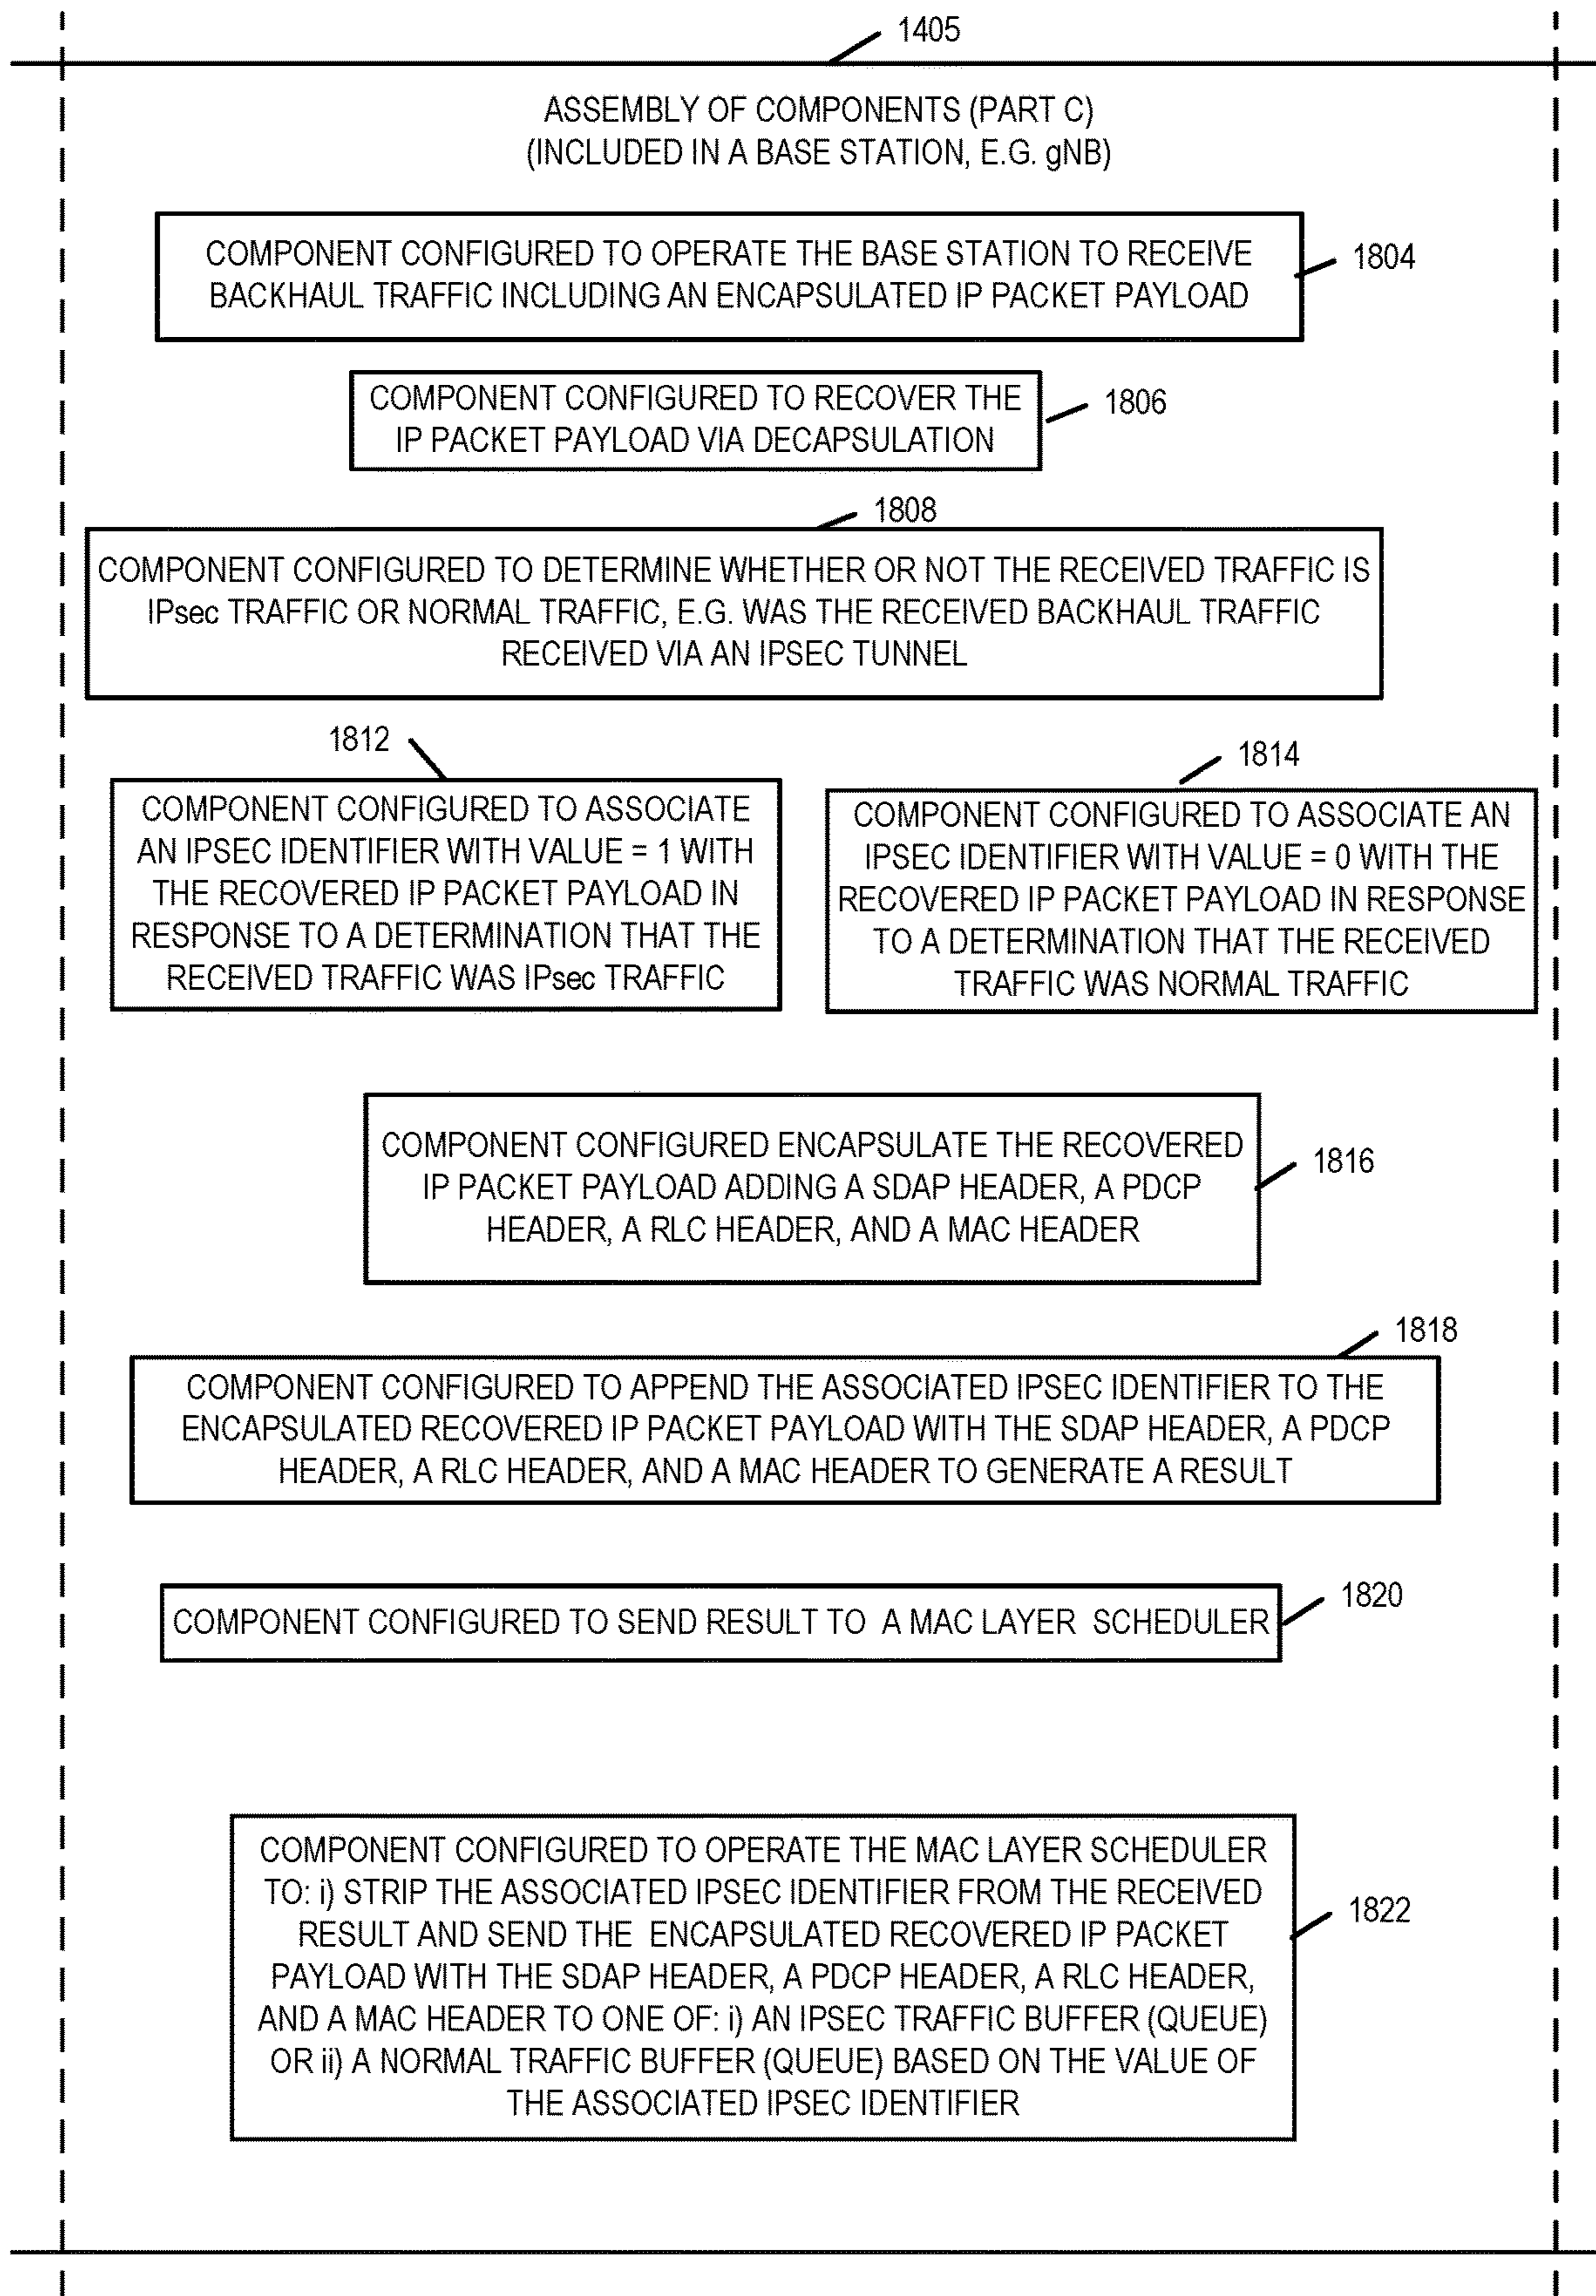 1405
ASSEMBLY OF COMPONENTS (PART C)
(INCLUDED IN A BASE STATION, E.G. gNB)
COMPONENT CONFIGURED TO OPERATE THE BASE STATION TO RECEIVE
BACKHAUL TRAFFIC INCLUDING AN ENCAPSULATED IP PACKET PAYLOAD
1804
COMPONENT CONFIGURED TO RECOVER THE
IP PACKET PAYLOAD VIA DECAPSULATION
1806
1808
COMPONENT CONFIGURED TO DETERMINE WHETHER OR NOT THE RECEIVED TRAFFIC IS
IPsec TRAFFIC OR NORMAL TRAFFIC, E.G. WAS THE RECEIVED BACKHAUL TRAFFIC
RECEIVED VIA AN IPSEC TUNNEL
1812
COMPONENT CONFIGURED TO ASSOCIATE
AN IPSEC IDENTIFIER WITH VALUE = 1 WITH
THE RECOVERED IP PACKET PAYLOAD IN
RESPONSE TO A DETERMINATION THAT THE
RECEIVED TRAFFIC WAS IPsec TRAFFIC
1814
COMPONENT CONFIGURED TO ASSOCIATE AN
IPSEC IDENTIFIER WITH VALUE = 0 WITH THE
RECOVERED IP PACKET PAYLOAD IN RESPONSE
TO A DETERMINATION THAT THE RECEIVED
TRAFFIC WAS NORMAL TRAFFIC
COMPONENT CONFIGURED ENCAPSULATE THE RECOVERED
IP PACKET PAYLOAD ADDING A SDAP HEADER, A PDCP
HEADER, A RLC HEADER, AND A MAC HEADER
1816
1818
COMPONENT CONFIGURED TO APPEND THE ASSOCIATED IPSEC IDENTIFIER TO THE
ENCAPSULATED RECOVERED IP PACKET PAYLOAD WITH THE SDAP HEADER, A PDCP
HEADER, A RLC HEADER, AND A MAC HEADER TO GENERATE A RESULT
COMPONENT CONFIGURED TO SEND RESULT TO A MAC LAYER SCHEDULER
1820
COMPONENT CONFIGURED TO OPERATE THE MAC LAYER SCHEDULER
TO: i) STRIP THE ASSOCIATED IPSEC IDENTIFIER FROM THE RECEIVED
RESULT AND SEND THE ENCAPSULATED RECOVERED IP PACKET
PAYLOAD WITH THE SDAP HEADER, A PDCP HEADER, A RLC HEADER,
AND A MAC HEADER TO ONE OF: i) AN IPSEC TRAFFIC BUFFER (QUEUE)
OR ii) A NORMAL TRAFFIC BUFFER (QUEUE) BASED ON THE VALUE OF
THE ASSOCIATED IPSEC IDENTIFIER
1822